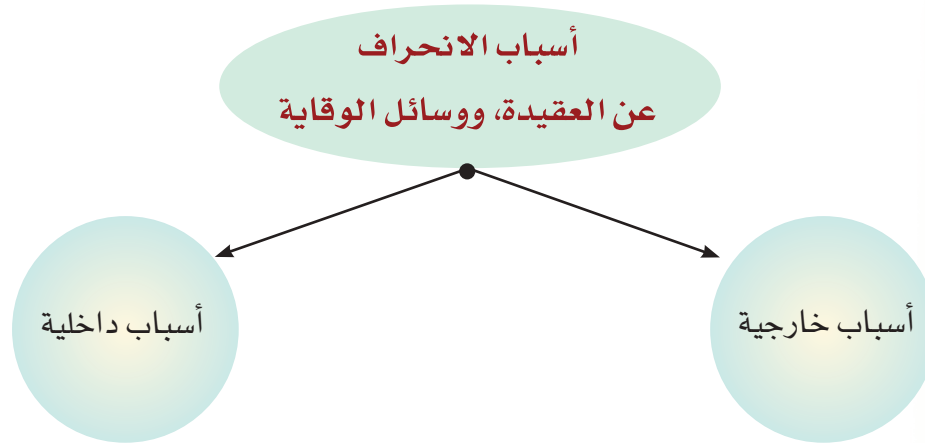 أسباب الانحراف
عن العقيدة، ووسائل الوقاية
أسباب خارجية
أسباب داخلية